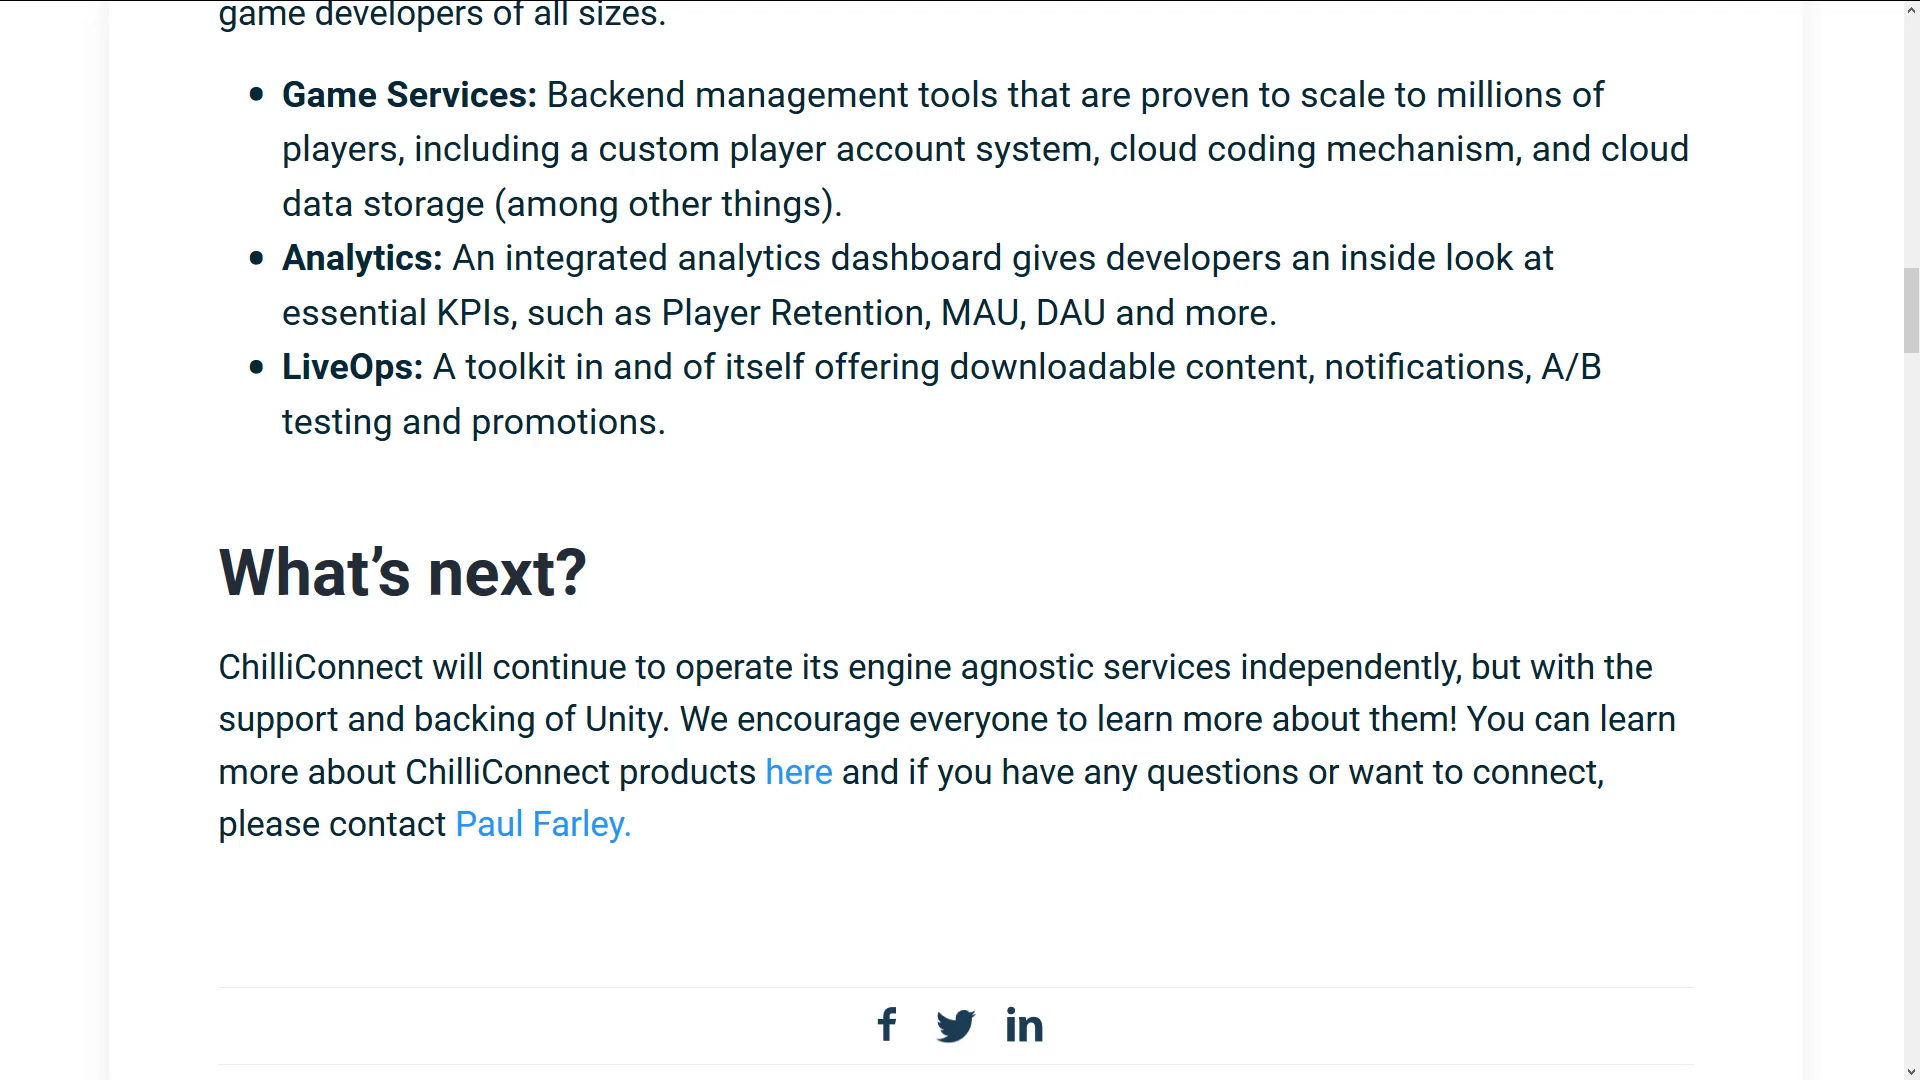 game developers of all sizes.
• Game Services: Backend management tools that are proven to scale to millions of
players, including a custom player account system, cloud coding mechanism, and cloud
data storage (among other things).
• Analytics: An integrated analytics dashboard gives developers an inside look at
essential KPIs, such as Player Retention, MAU, DAU and more.
• LiveOps: A toolkit in and of itself offering downloadable content, notifications, A/B
testing and promotions.
What’s next?
ChilliConnect will continue to operate its engine agnostic services independently, but with the
support and backing of Unity. We encourage everyone to learn more about them! You can learn
more about ChilliConnect products here and if you have any questions or want to connect,
please contact Paul Farley.